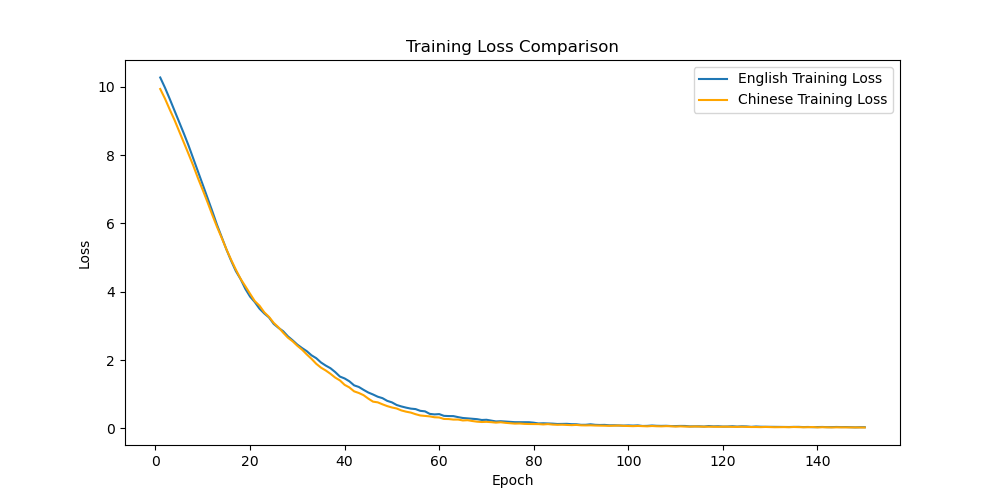 Training Loss Comparison
English Training Loss
Chinese Training Loss
Loss
10
8
6
4
2
0
0 20 40 60 80 100 120 140
Epoch